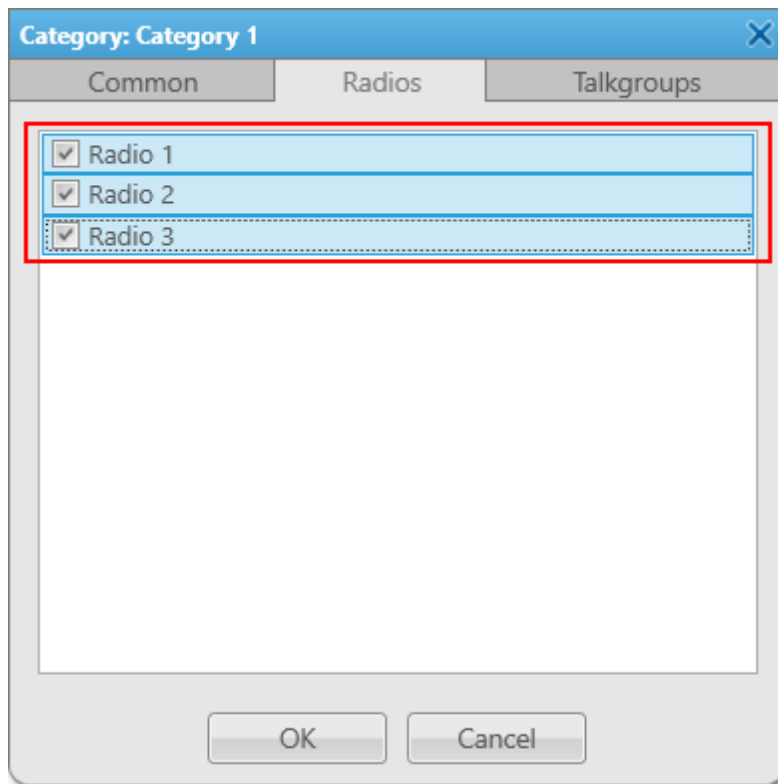 Category: Category 1
Common Radios Talkgroups
Radio 1
Radio 2
Radio 3
OK Cancel